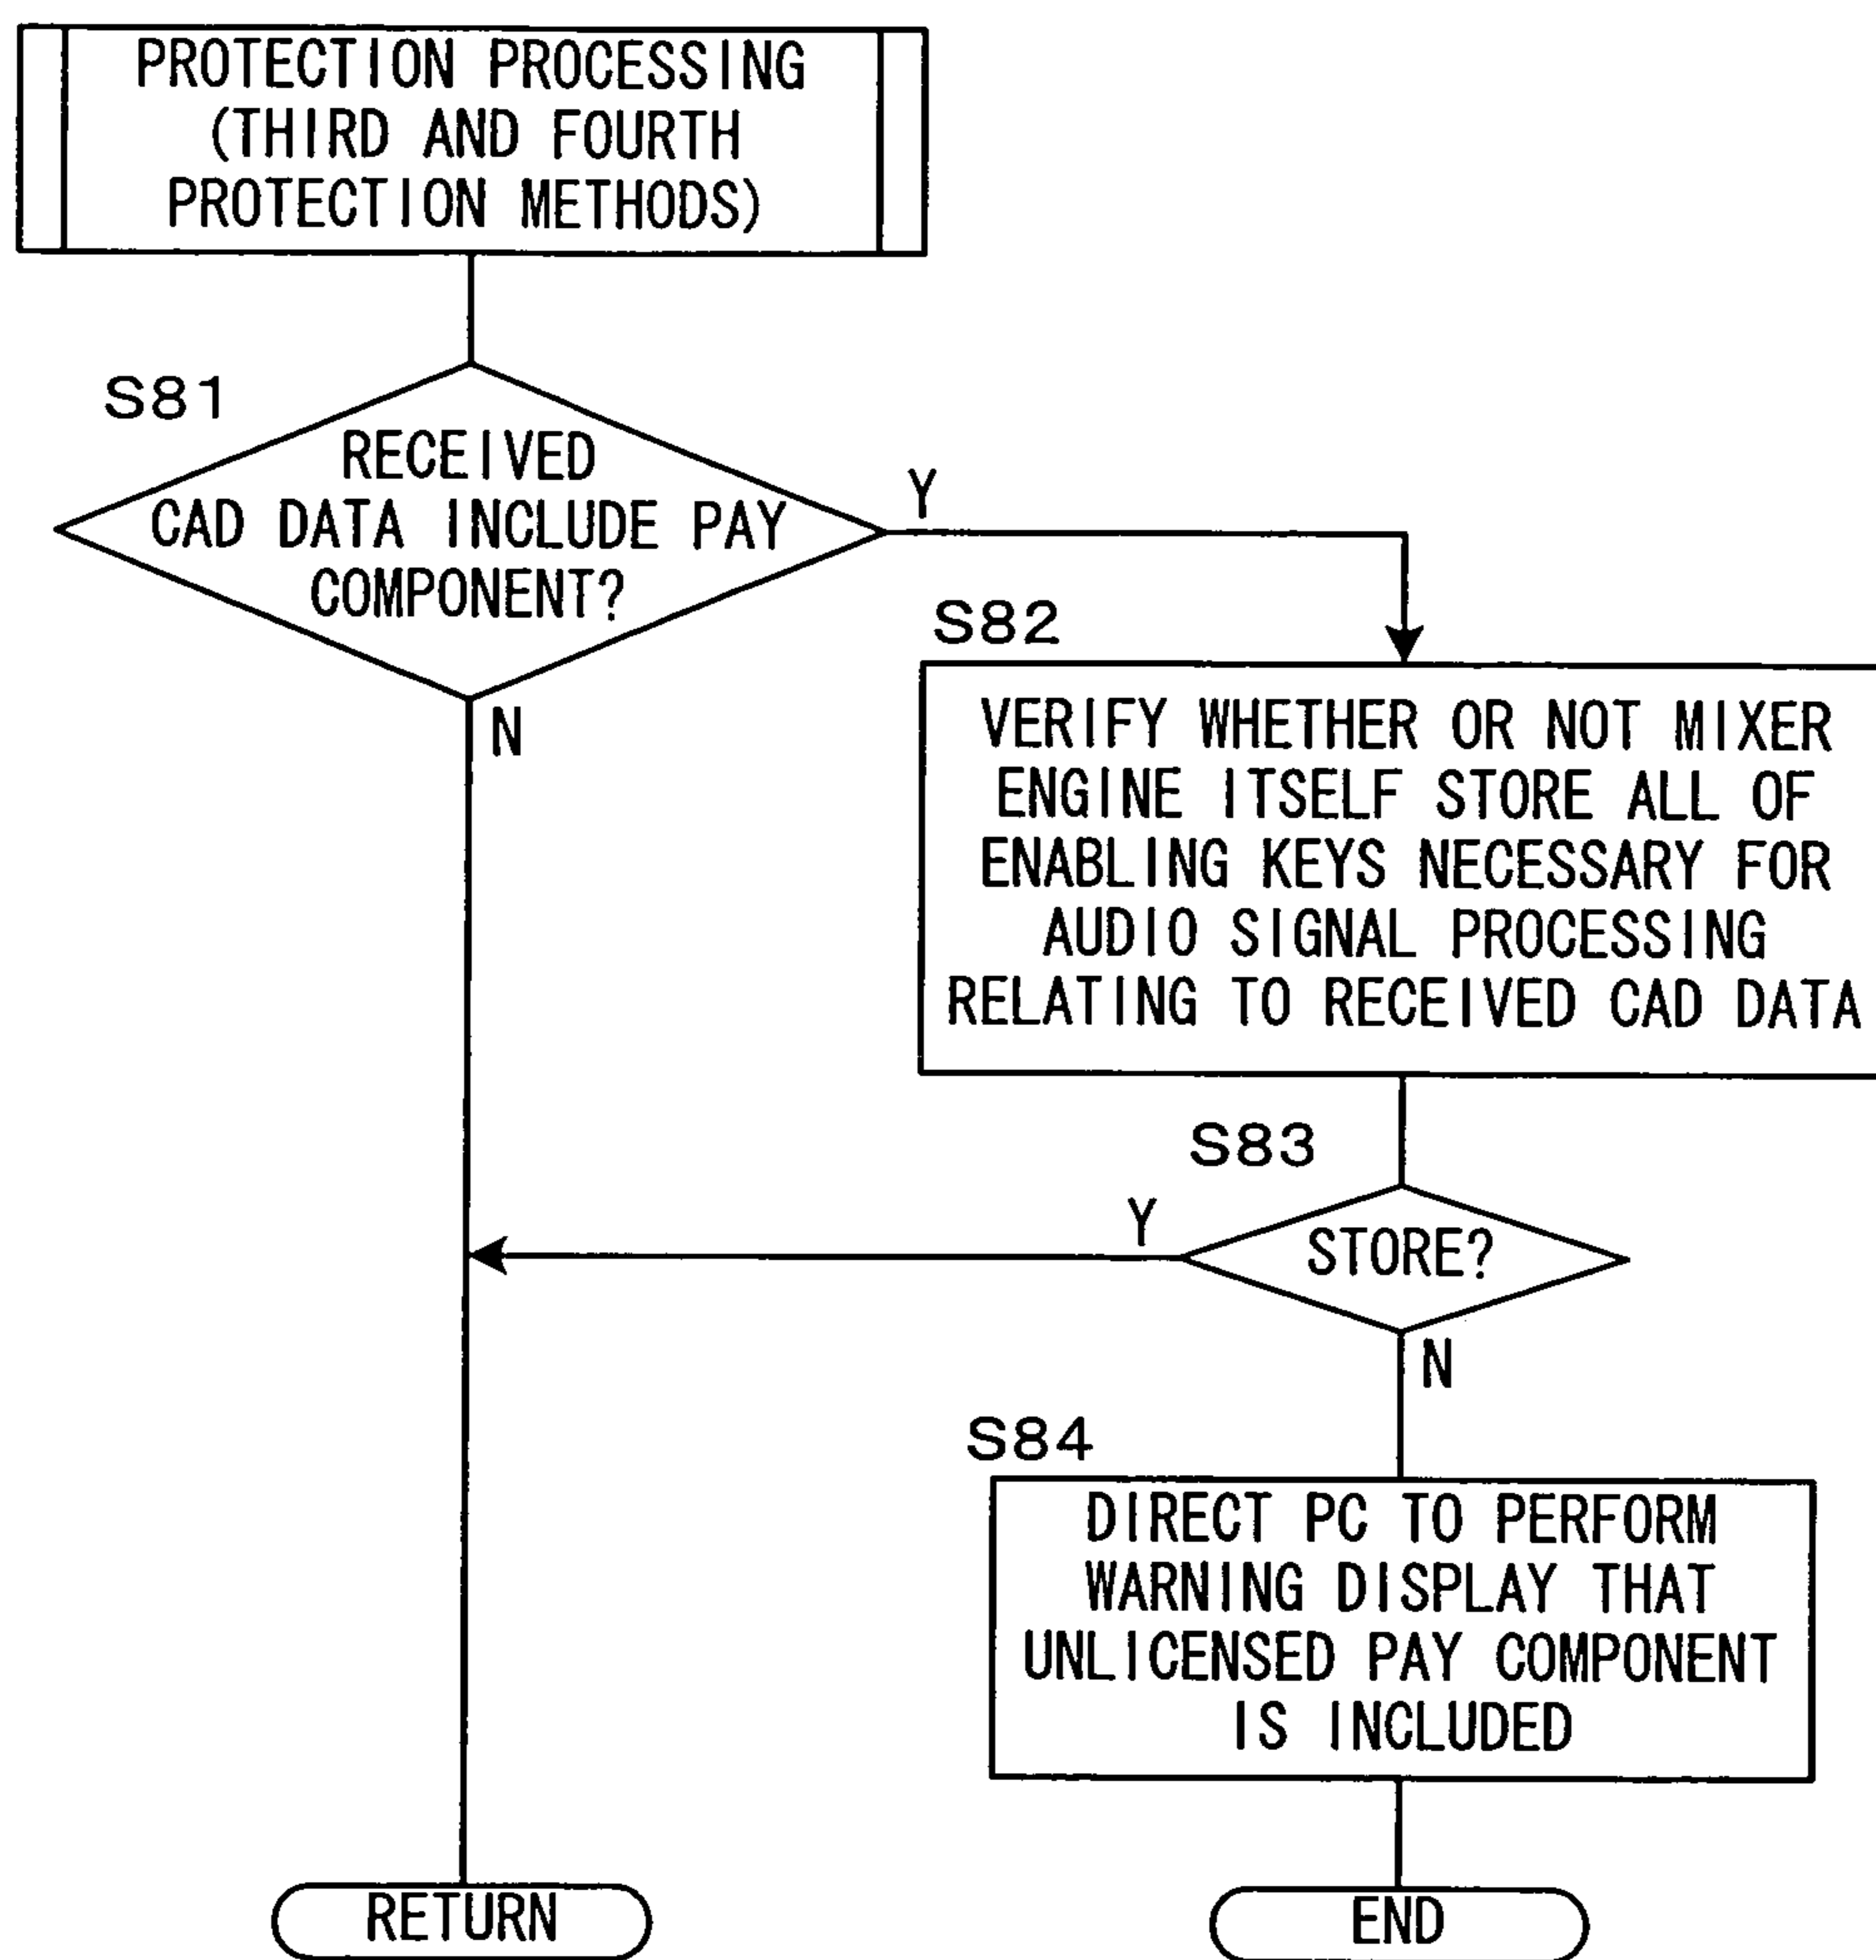 PROTECTION PROCESSING
(THIRD AND FOURTH
PROTECTION METHODS)
S81
RECEIVED
CAD DATA INCLUDE PAY
COMPONENT?
Y
N
S82
VERIFY WHETHER OR NOT MIXER
ENGINE ITSELF STORE ALL OF
ENABLING KEYS NECESSARY FOR
AUDIO SIGNAL PROCESSING
RELATING TO RECEIVED CAD DATA
S83
STORE?
Y
N
S84
DIRECT PC TO PERFORM
WARNING DISPLAY THAT
UNLICENSED PAY COMPONENT
IS INCLUDED
RETURN
END